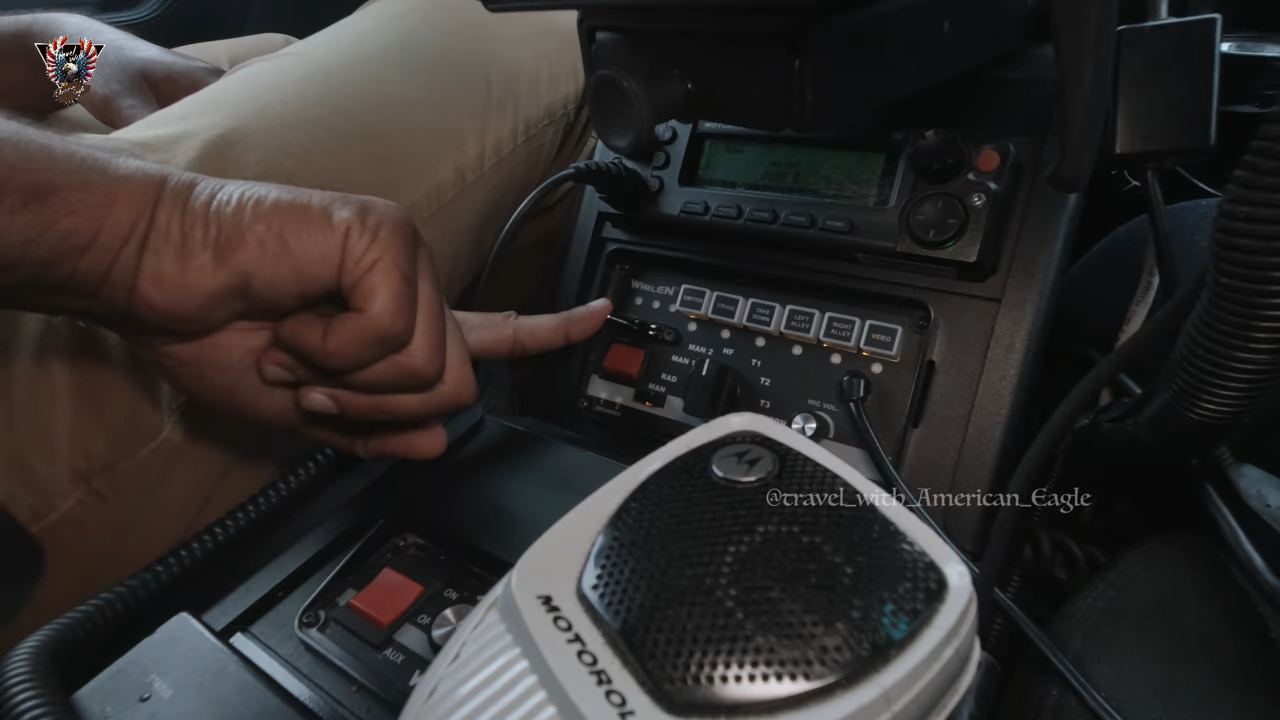 WHELEN
TAKE
DOWN
LEFT
ALLEY
RIGHT
ALLEY
VIDEO
MAN 2
HF
T1
MAN 1
RAD
T2
MAN
T3
MIC VOL.
@travel_with_American_Eagle
ON
AUX
MOTOROL